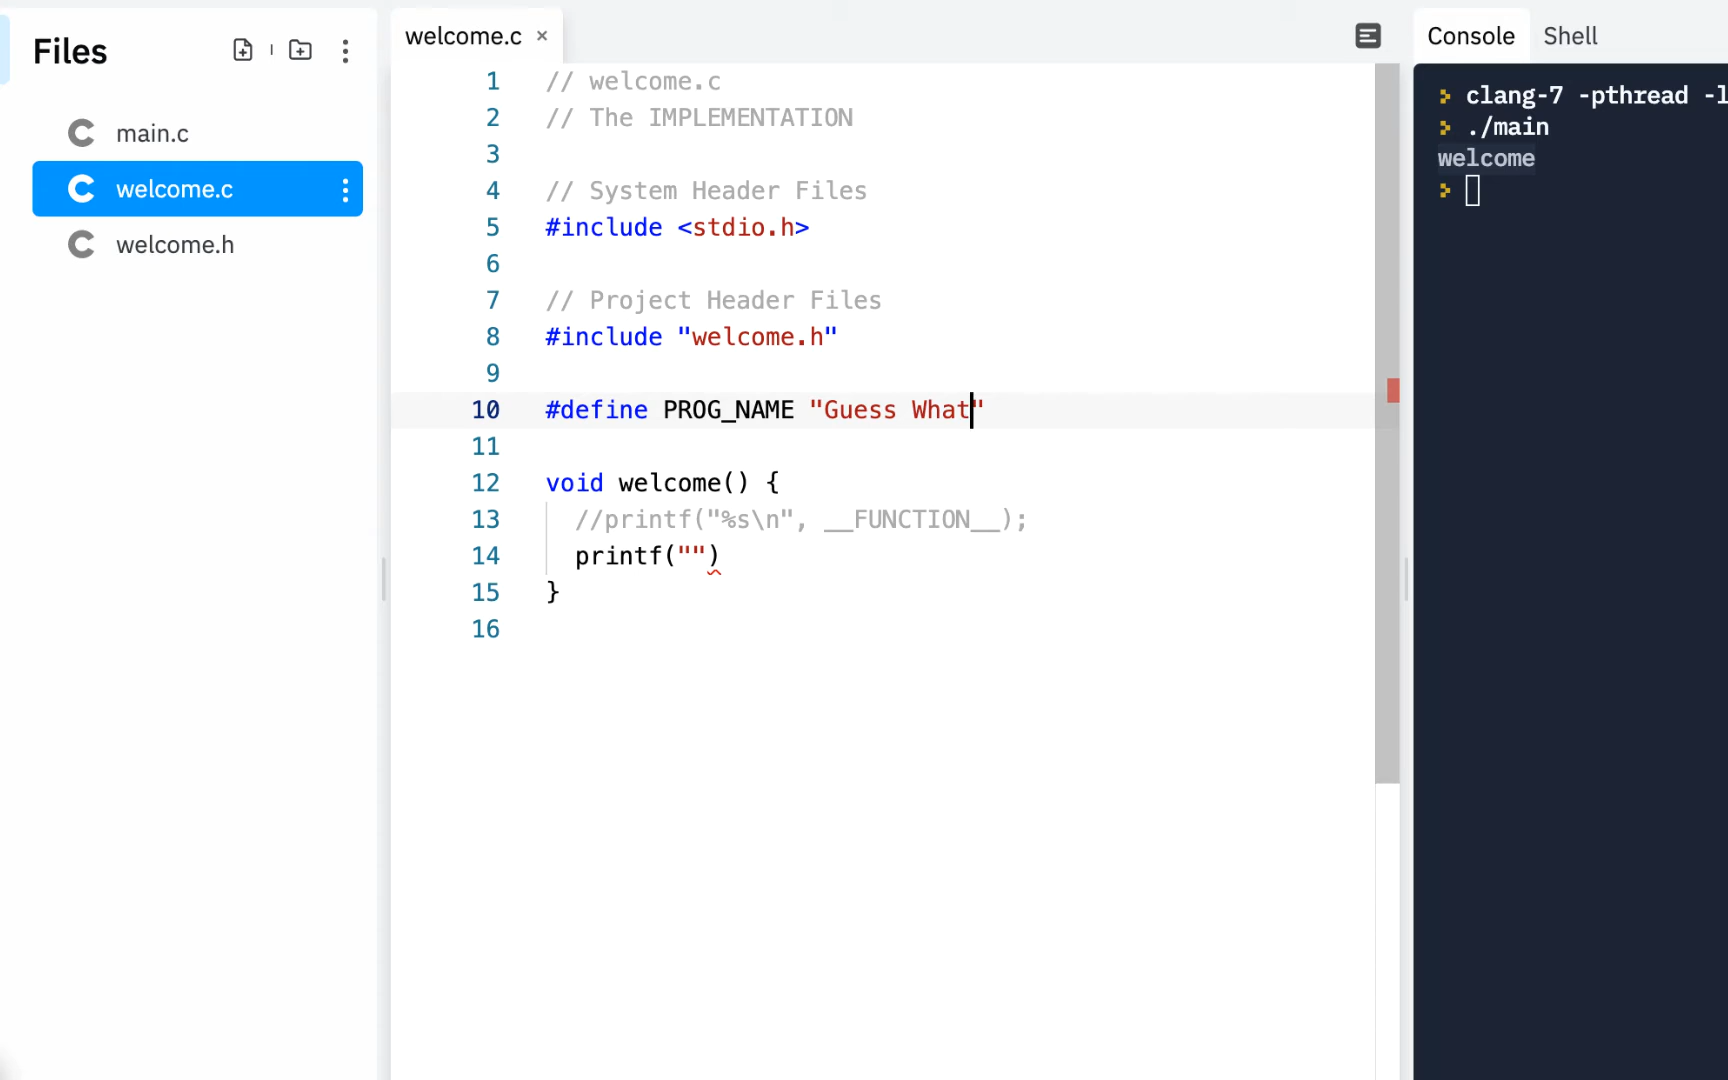 Files
main.c
welcome.c
welcome.h
welcome.c ×
1 // welcome.c
2 // The IMPLEMENTATION
3
4 // System Header Files
5 #include <stdio.h>
6
7 // Project Header Files
8 #include "welcome.h"
9
10 #define PROG_NAME "Guess What"
11
12 void welcome() {
13 //printf("%s\n", __FUNCTION__);
14 printf("")
15 }
16
Console Shell
clang-7 -pthread -l
./main
welcome